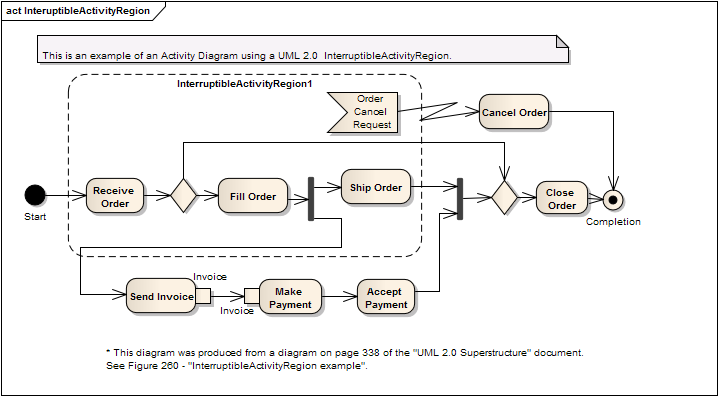 act InteruptibleActivityRegion
This is an example of an Activity Diagram using a UML 2.0 InterruptibleActivityRegion.
InterruptibleActivityRegion1
Order
Cancel
Request
Cancel Order
Receive
Order
Fill Order
Ship Order
Close
Order
Start
Completion
Invoice
Send Invoice
Invoice
Make
Payment
Accept
Payment
* This diagram was produced from a diagram on page 338 of the "UML 2.0 Superstructure" document.
See Figure 260 - "InterruptibleActivityRegion example".